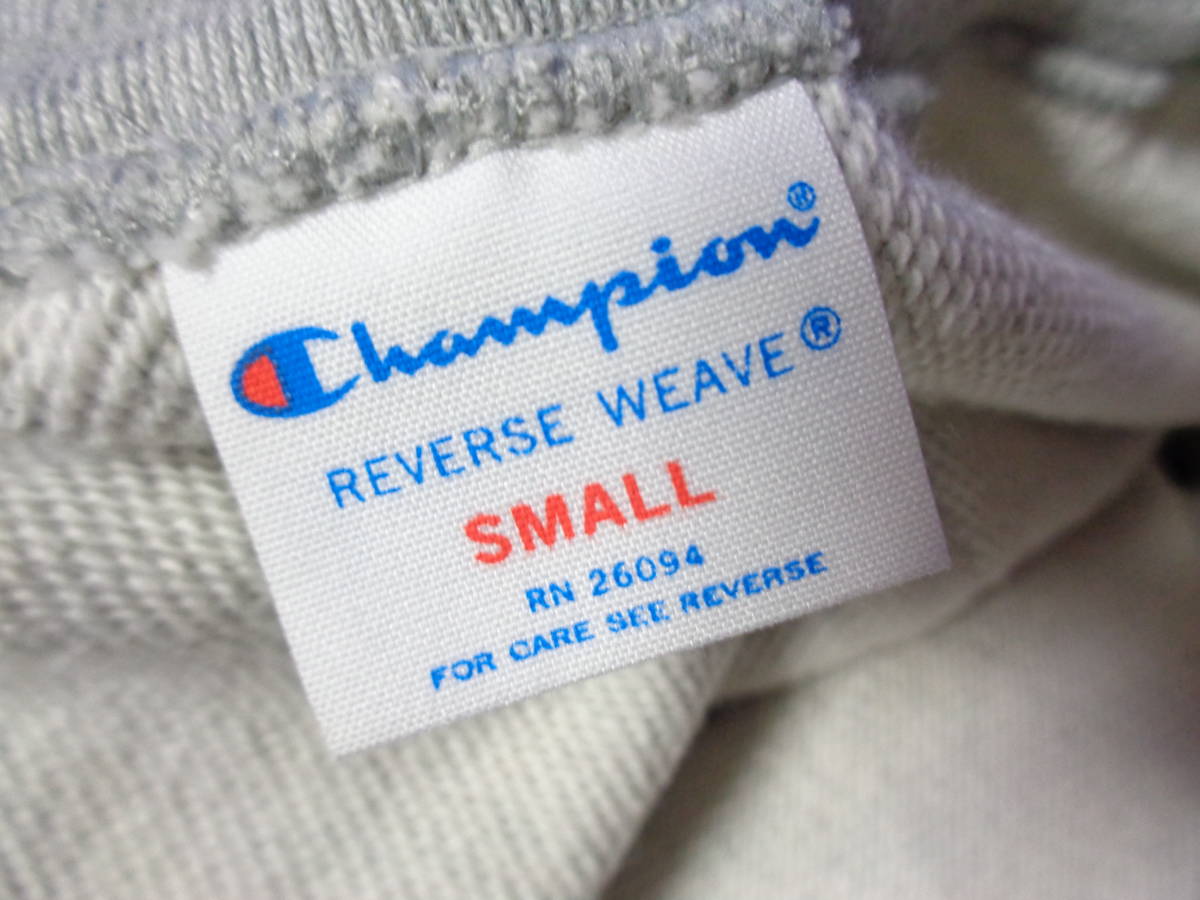 Champion®
REVERSE WEAVE®
SMALL
RN 26094
FOR CARE SEE REVERSE